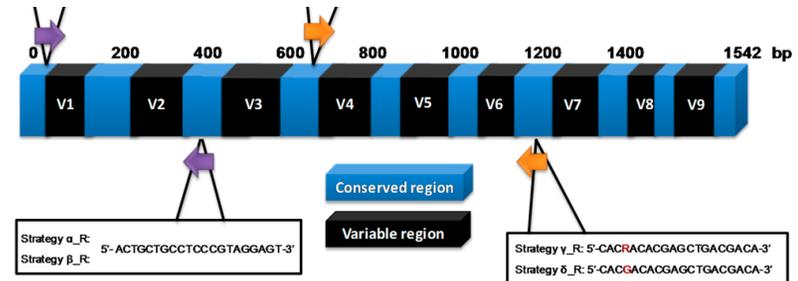 0 200 400 600 800 1000 1200 1400 1542 bp
V1 V2 V3 V4 V5 V6 V7 V8 V9
Conserved region
Variable region
Strategy α_R:
5'- ACTGCTGCCTCCCGTAGGAGT-3'
Strategy β_R:
Strategy γ_R: 5'-CACRACACGAGCTGACGACA-3'
Strategy δ_R: 5'-CACGACACGAGCTGACGACA-3'